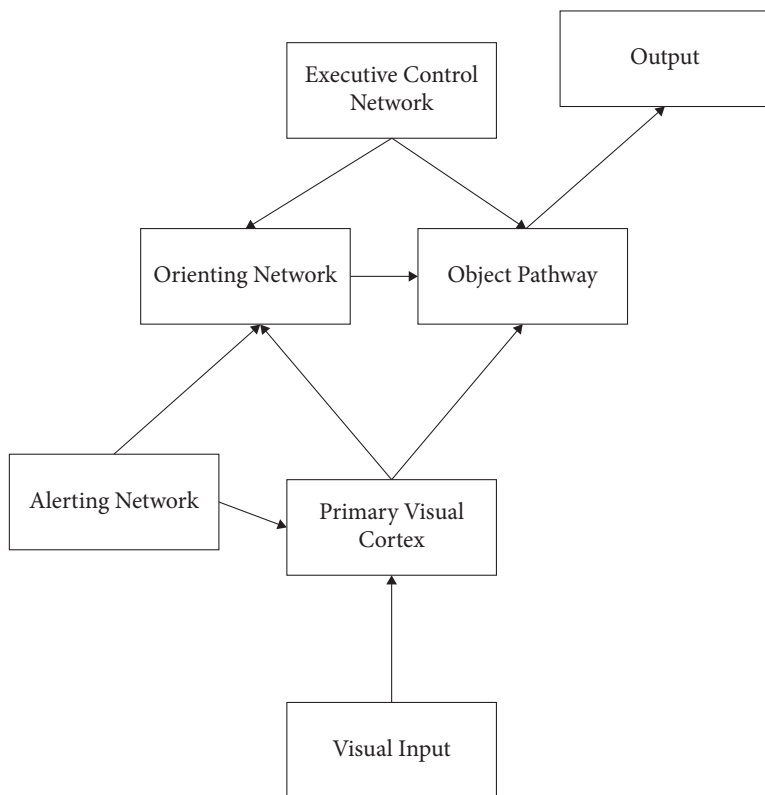 Output
Executive Control
Network
Orienting Network
Object Pathway
Alerting Network
Primary Visual
Cortex
Visual Input